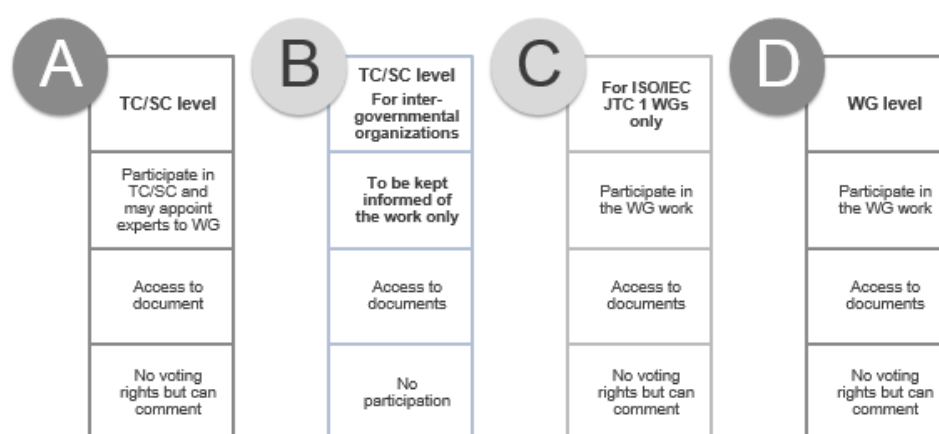 A
TC/SC level
Participate in
TC/SC and
may appoint
experts to WG
Access to
document
No voting
rights but can
comment
B
TC/SC level
For inter-
governmental
organizations
To be kept
informed of
the work only
Access to
documents
No
participation
C
For ISO/IEC
JTC 1 WGs
only
Participate in
the WG work
Access to
documents
No voting
rights but can
comment
D
WG level
Participate in
the WG work
Access to
documents
No voting
rights but can
comment